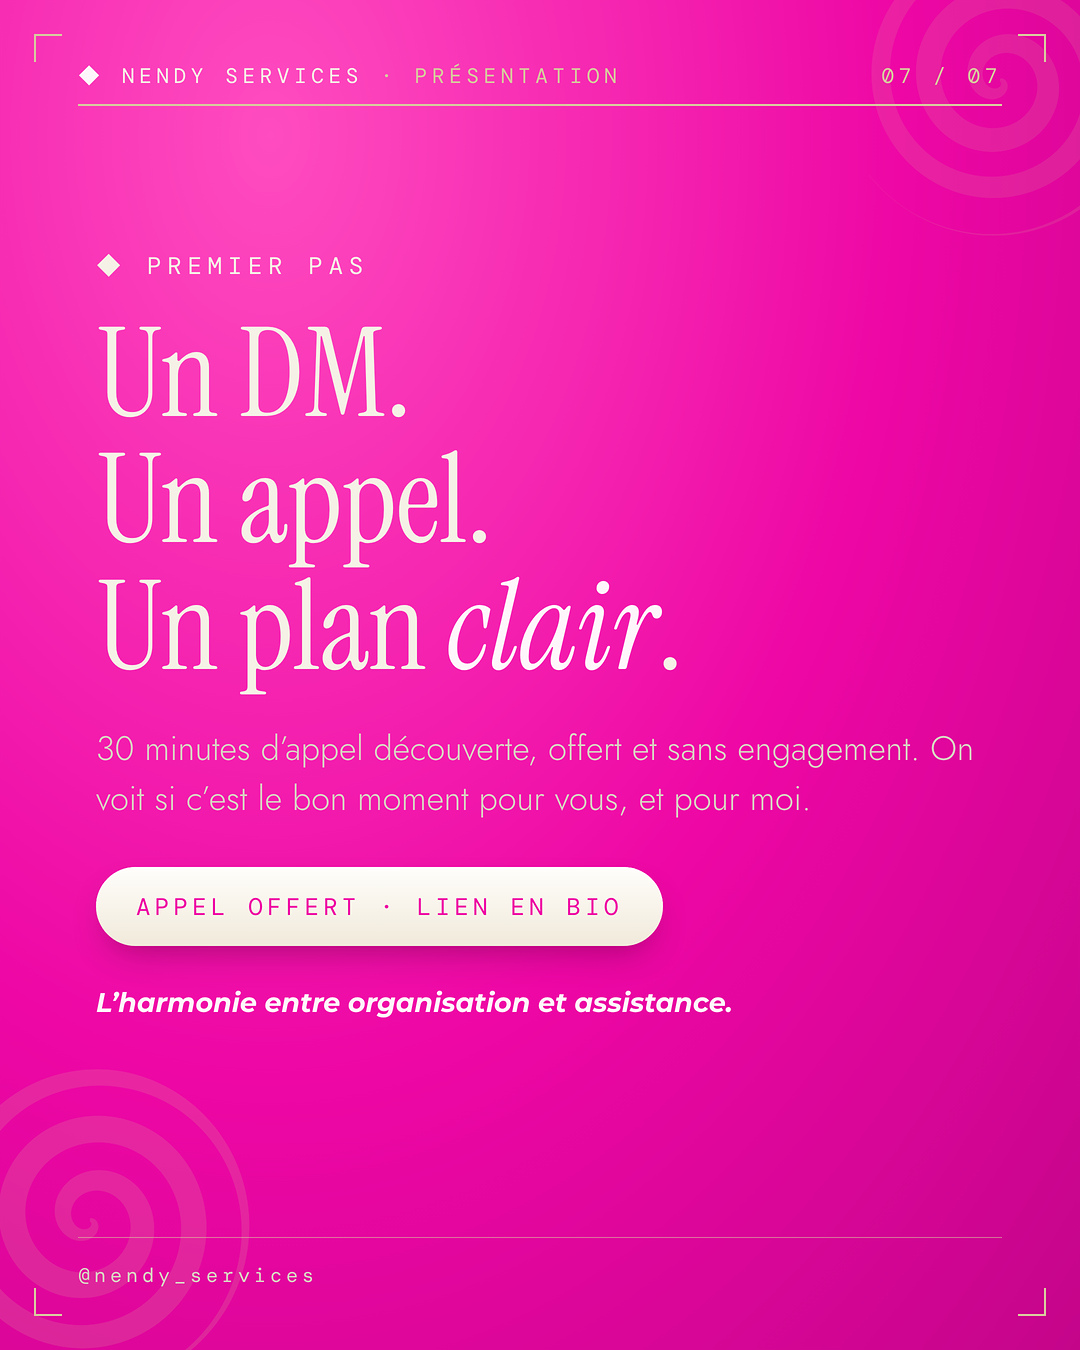 NENDY SERVICES · PRÉSENTATION
07 / 07
PREMIER PAS
Un DM.
Un appel.
Un plan clair.
30 minutes d’appel découverte, offert et sans engagement. On
voit si c’est le bon moment pour vous, et pour moi.
APPEL OFFERT · LIEN EN BIO
L’harmonie entre organisation et assistance.
@nendy_services